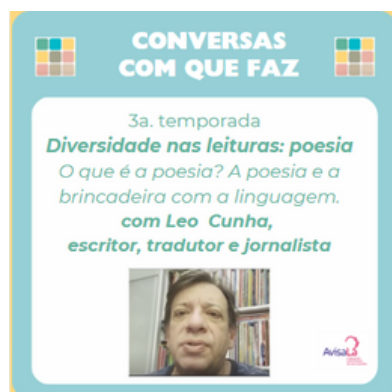 CONVERSAS
COM QUE FAZ
3a. temporada
Diversidade nas leituras: poesia
O que é a poesia? A poesia e a
brincadeira com a linguagem.
com Leo Cunha,
escritor, tradutor e jornalista
Avisalá